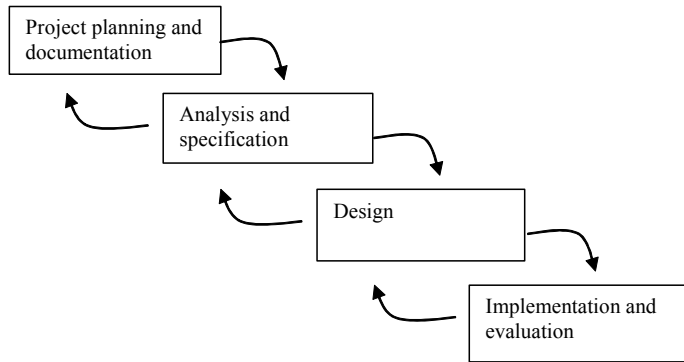 Project planning and
documentation
Analysis and
specification
Design
Implementation and
evaluation